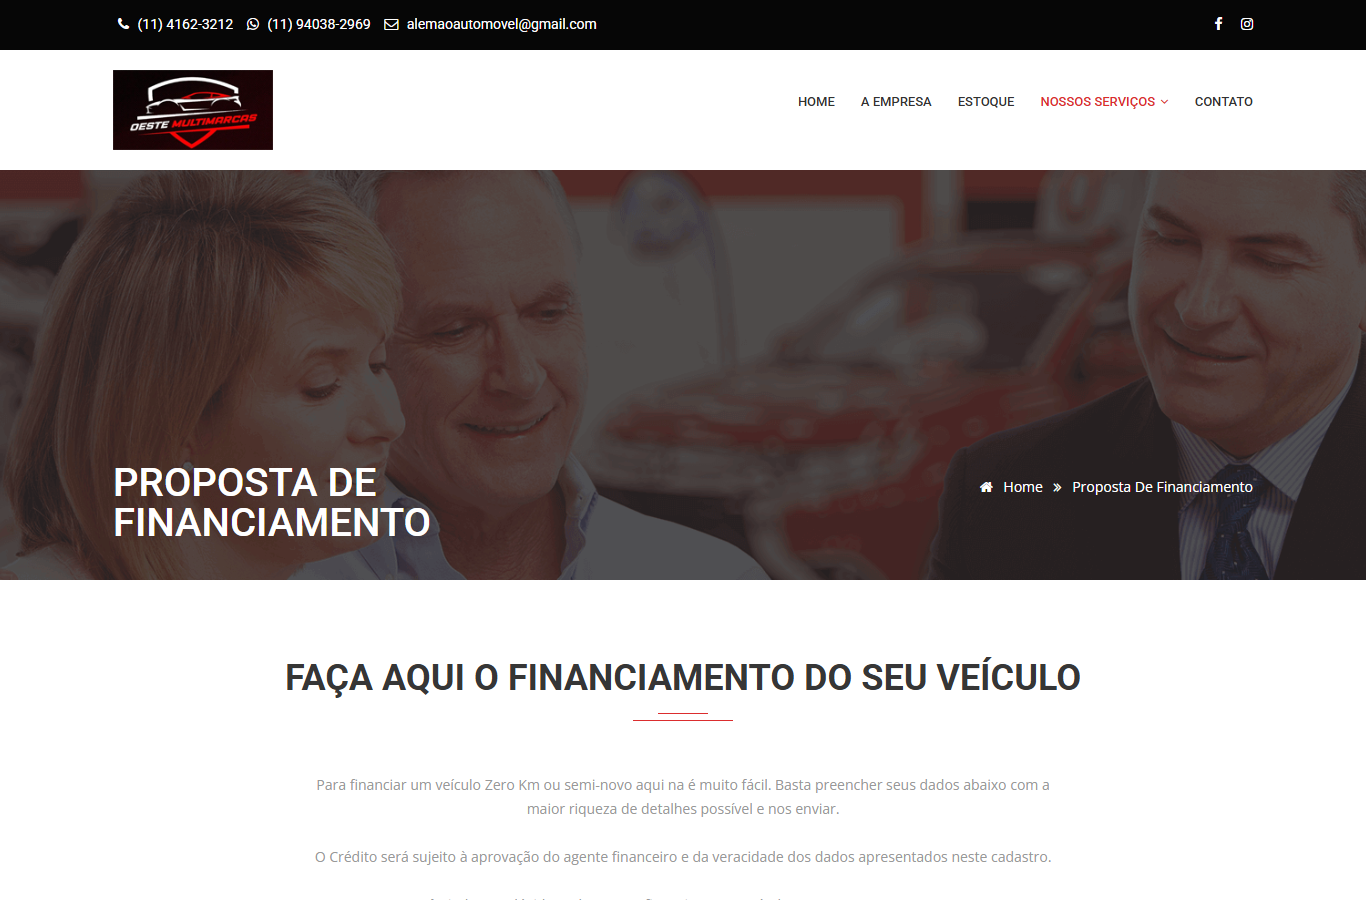 (11) 4162-3212 (11) 94038-2969 alemaoautomovel@gmail.com
OESTE MULTIMARCAS
HOME A EMPRESA ESTOQUE NOSSOS SERVIÇOS CONTATO
PROPOSTA DE
FINANCIAMENTO
Home » Proposta De Financiamento
FAÇA AQUI O FINANCIAMENTO DO SEU VEÍCULO
Para financiar um veículo Zero Km ou semi-novo aqui na é muito fácil. Basta preencher seus dados abaixo com a
maior riqueza de detalhes possível e nos enviar.
O Crédito será sujeito à aprovação do agente financeiro e da veracidade dos dados apresentados neste cadastro.